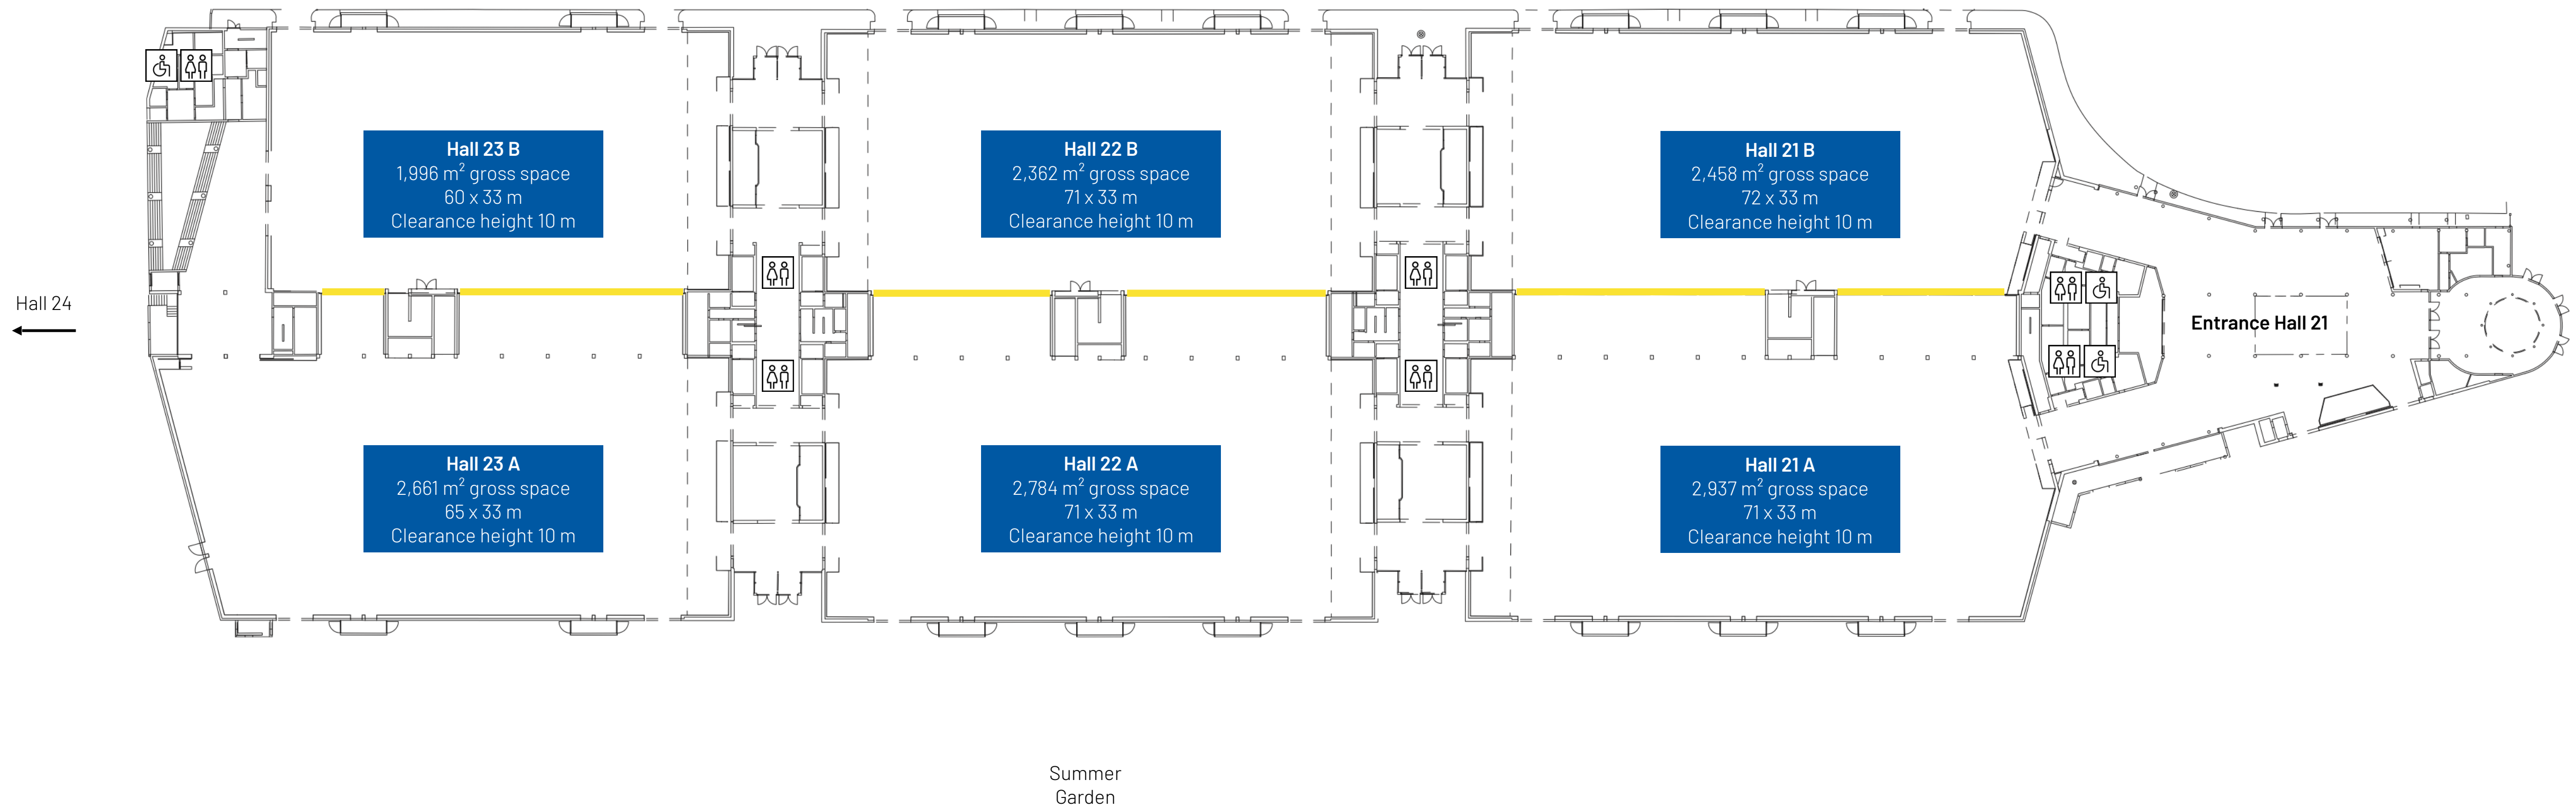 Hall 23 B
1,996 m² gross space
60 x 33 m
Clearance height 10 m
Hall 22 B
2,362 m² gross space
71 x 33 m
Clearance height 10 m
Hall 21 B
2,458 m² gross space
72 x 33 m
Clearance height 10 m
Hall 24
Entrance Hall 21
Hall 23 A
2,661 m² gross space
65 x 33 m
Clearance height 10 m
Hall 22 A
2,784 m² gross space
71 x 33 m
Clearance height 10 m
Hall 21 A
2,937 m² gross space
71 x 33 m
Clearance height 10 m
Summer
Garden